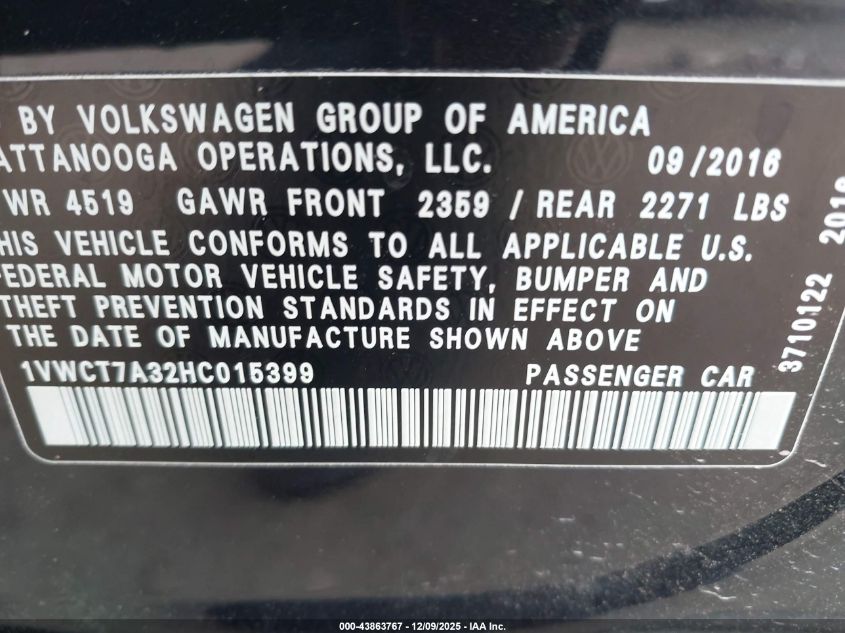 BY VOLKSWAGEN GROUP OF AMERICA
ATTANOOGA OPERATIONS, LLC. 09/2016
WR 4519 GAWR FRONT 2359 / REAR 2271 LBS
HIS VEHICLE CONFORMS TO ALL APPLICABLE U.S.
FEDERAL MOTOR VEHICLE SAFETY, BUMPER AND
THEFT PREVENTION STANDARDS IN EFFECT ON
THE DATE OF MANUFACTURE SHOWN ABOVE
1VWCT7A32HC015399 PASSENGER CAR
3710122
000-43863767 - 12/09/2025 - IAA Inc.